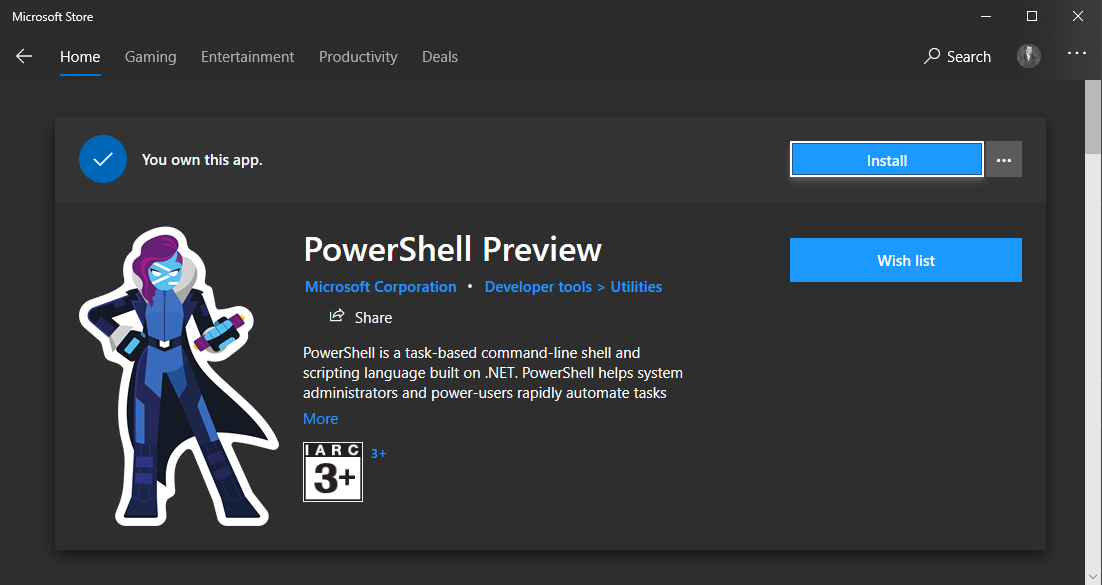 Microsoft Store
Home Gaming Entertainment Productivity Deals Search
You own this app.
Install
PowerShell Preview
Wish list
Microsoft Corporation • Developer tools > Utilities
Share
PowerShell is a task-based command-line shell and
scripting language built on .NET. PowerShell helps system
administrators and power-users rapidly automate tasks
More
IARC
3+
3+